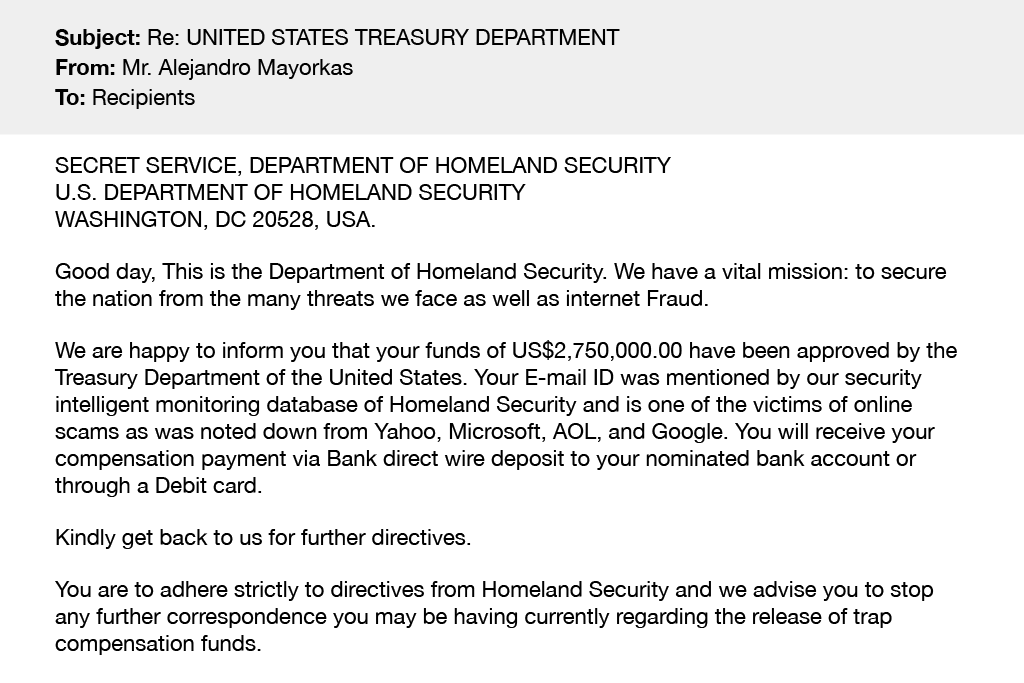 Subject: Re: UNITED STATES TREASURY DEPARTMENT
From: Mr. Alejandro Mayorkas
To: Recipients
SECRET SERVICE, DEPARTMENT OF HOMELAND SECURITY
U.S. DEPARTMENT OF HOMELAND SECURITY
WASHINGTON, DC 20528, USA.
Good day, This is the Department of Homeland Security. We have a vital mission: to secure
the nation from the many threats we face as well as internet Fraud.
We are happy to inform you that your funds of US$2,750,000.00 have been approved by the
Treasury Department of the United States. Your E-mail ID was mentioned by our security
intelligent monitoring database of Homeland Security and is one of the victims of online
scams as was noted down from Yahoo, Microsoft, AOL, and Google. You will receive your
compensation payment via Bank direct wire deposit to your nominated bank account or
through a Debit card.
Kindly get back to us for further directives.
You are to adhere strictly to directives from Homeland Security and we advise you to stop
any further correspondence you may be having currently regarding the release of trap
compensation funds.